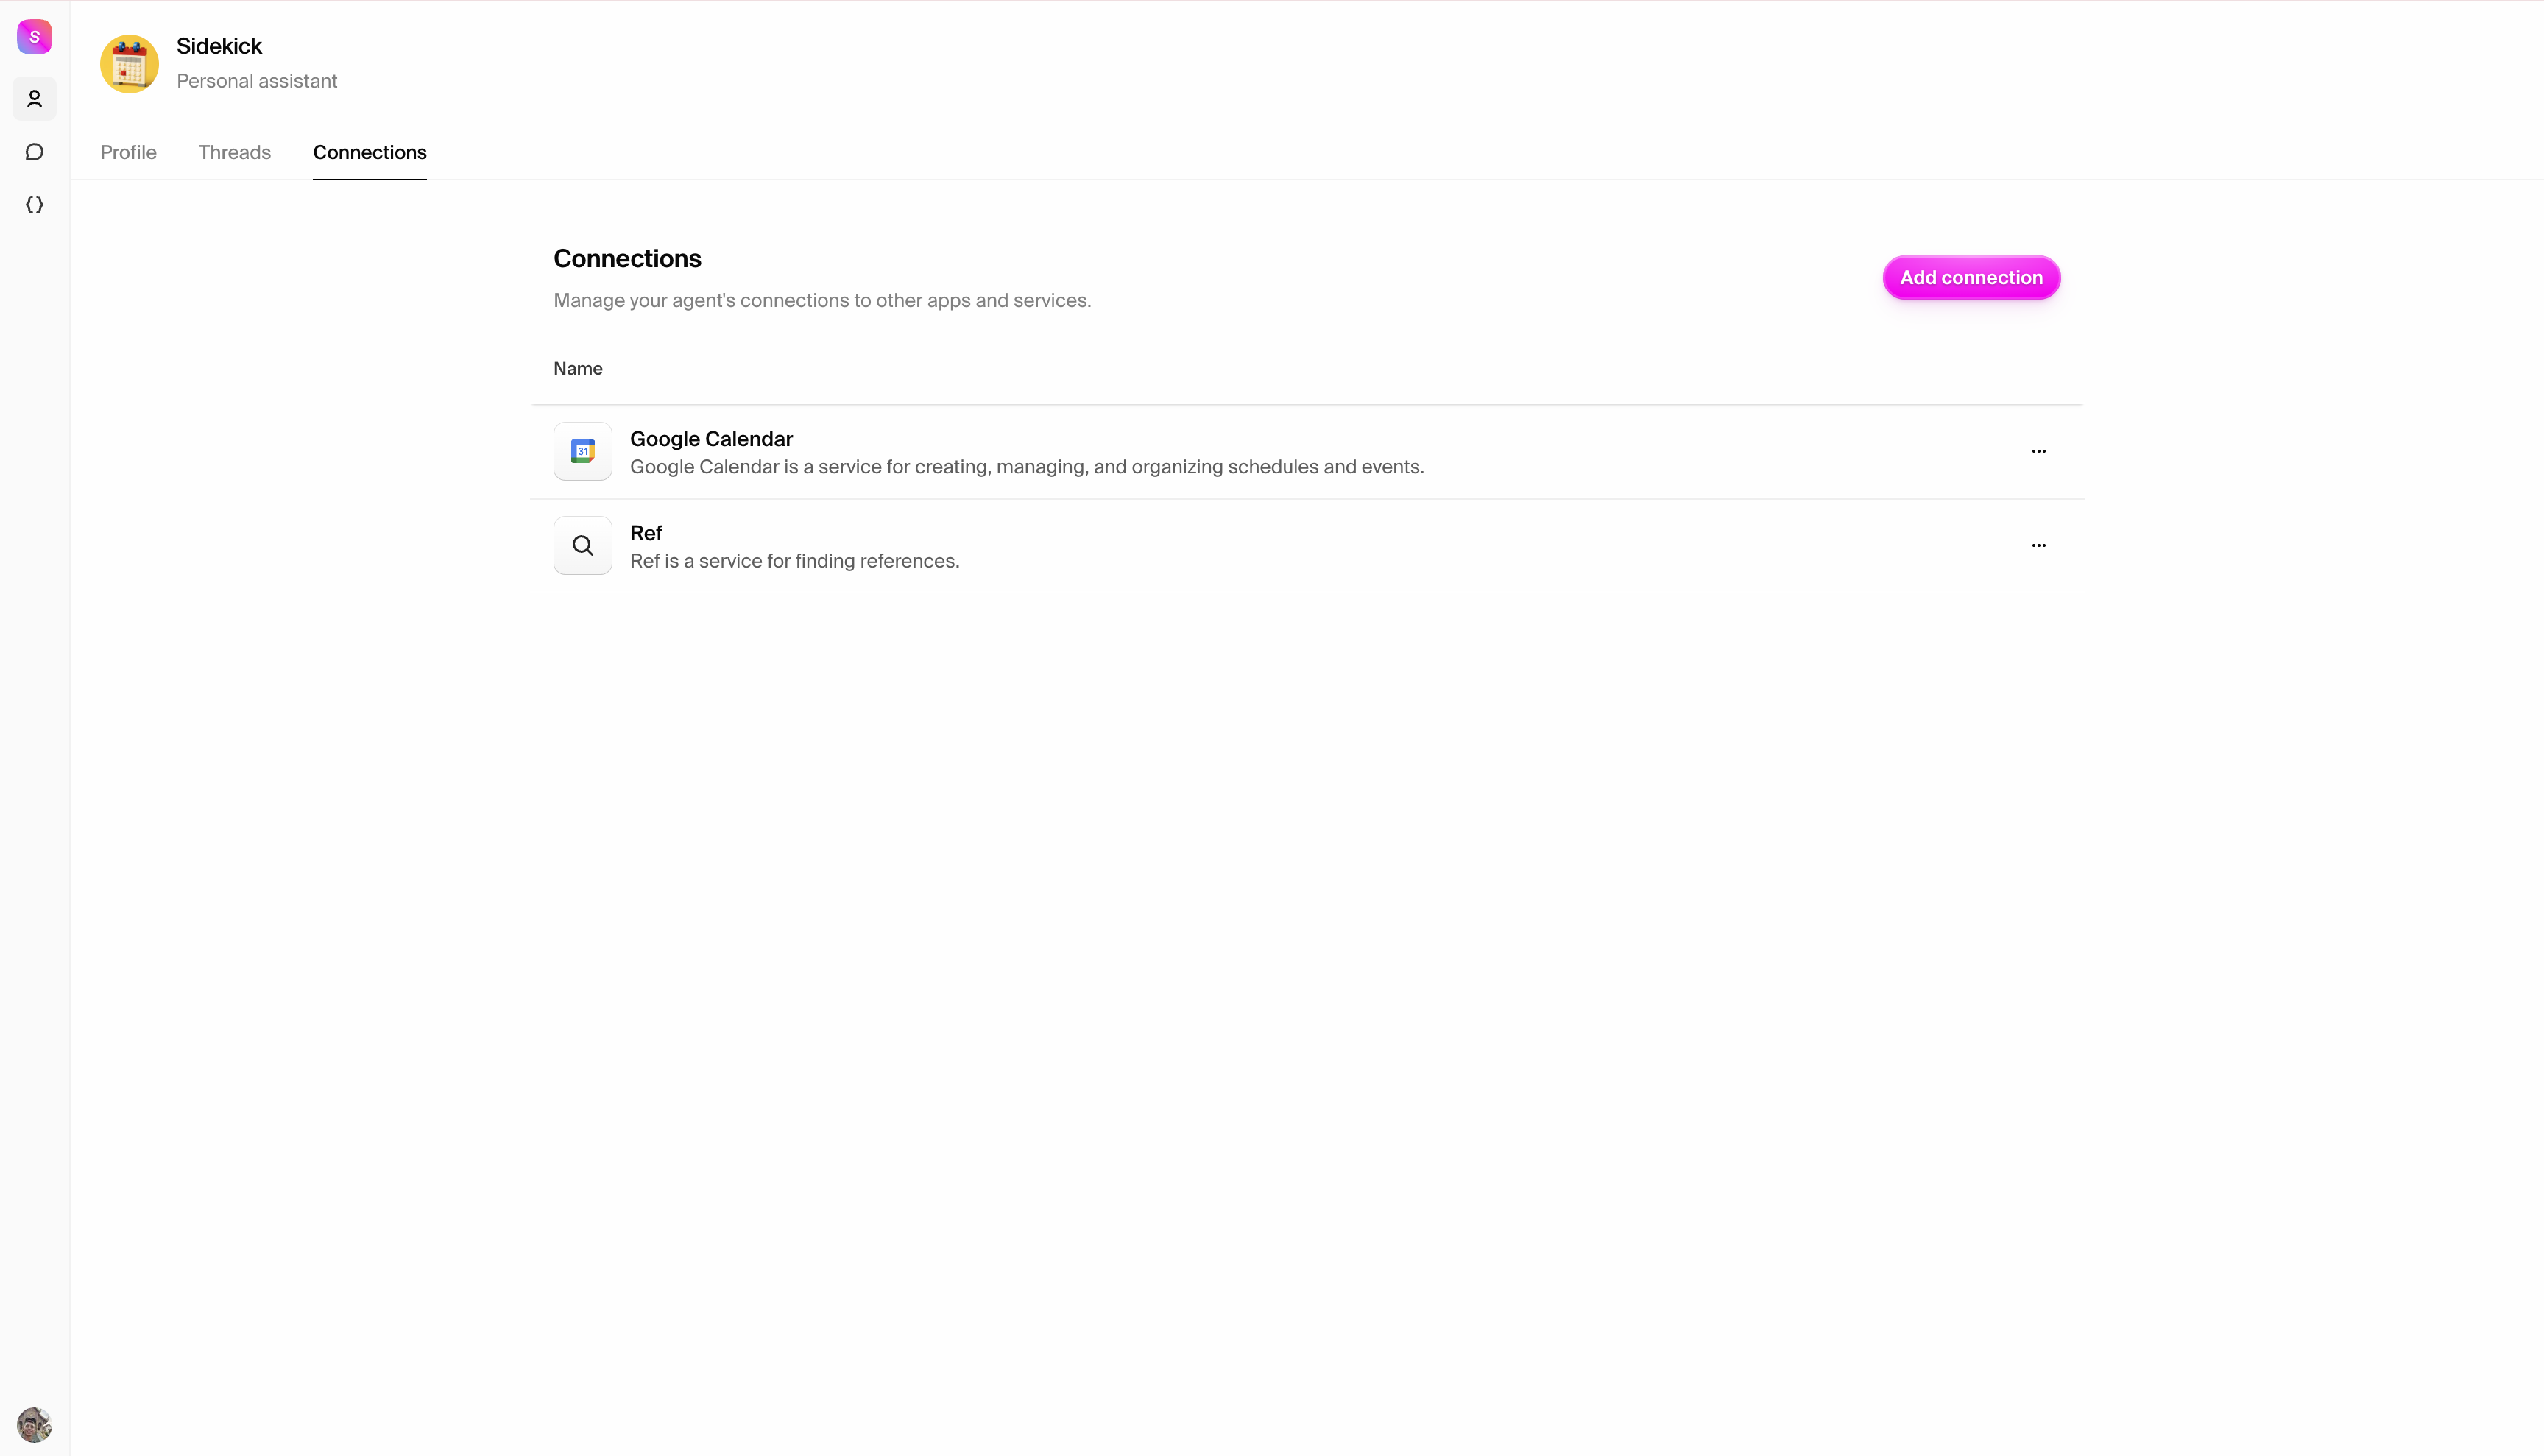 S
Sidekick
Personal assistant
Profile
Threads
Connections
Connections
Manage your agent's connections to other apps and services.
Add connection
Name
31
Google Calendar
Google Calendar is a service for creating, managing, and organizing schedules and events.
Ref
Ref is a service for finding references.